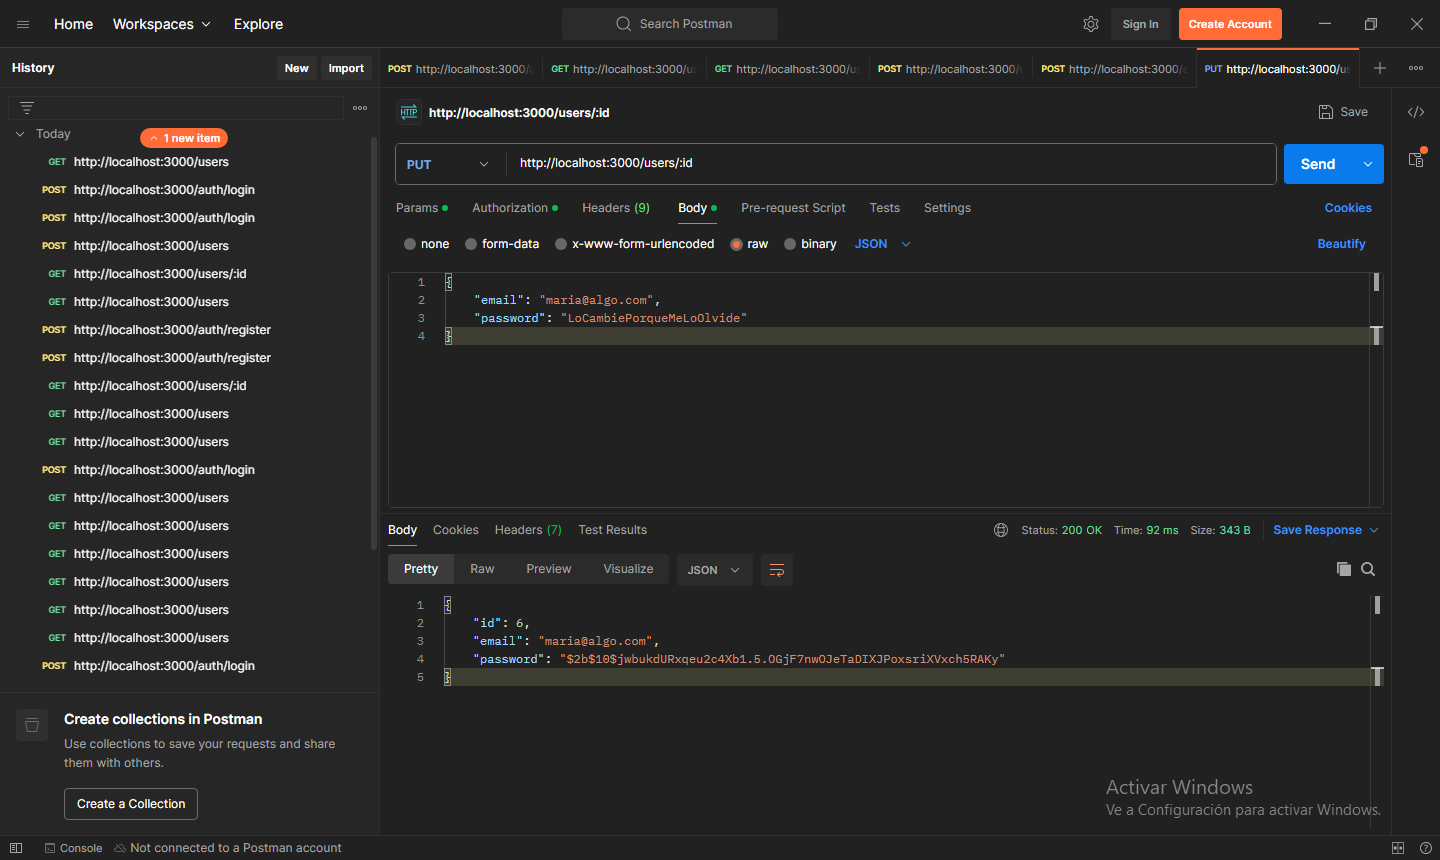 Home Workspaces Explore Search Postman Sign In Create Account
History New Import
POST http://localhost:3000/ GET http://localhost:3000/us GET http://localhost:3000/us POST http://localhost:3000/ POST http://localhost:3000/ PUT http://localhost:3000/us
Today
1 new item
GET http://localhost:3000/users
POST http://localhost:3000/auth/login
POST http://localhost:3000/auth/login
POST http://localhost:3000/users
GET http://localhost:3000/users/:id
GET http://localhost:3000/users
POST http://localhost:3000/auth/register
POST http://localhost:3000/auth/register
GET http://localhost:3000/users/:id
GET http://localhost:3000/users
GET http://localhost:3000/users
POST http://localhost:3000/auth/login
GET http://localhost:3000/users
GET http://localhost:3000/users
GET http://localhost:3000/users
GET http://localhost:3000/users
GET http://localhost:3000/users
GET http://localhost:3000/users
POST http://localhost:3000/auth/login
Create collections in Postman
Use collections to save your requests and share
them with others.
Create a Collection
HTTP http://localhost:3000/users/:id Save
PUT http://localhost:3000/users/:id Send
Params Authorization Headers (9) Body Pre-request Script Tests Settings Cookies
none form-data x-www-form-urlencoded raw binary JSON Beautify
1 {
2 "email": "maria@algo.com",
3 "password": "LoCambiePorqueMeLoOlvide"
4 }
Body Cookies Headers (7) Test Results Status: 200 OK Time: 92 ms Size: 343 B Save Response
Pretty Raw Preview Visualize JSON
1 {
2 "id": 6,
3 "email": "maria@algo.com",
4 "password": "$2b$10$jwbukdURxqeu2c4Xb1.5.OGjF7nwOJeTaDIXJPoxsriXVxch5RAKy"
5 }
Activar Windows
Ve a Configuración para activar Windows.
Console Not connected to a Postman account